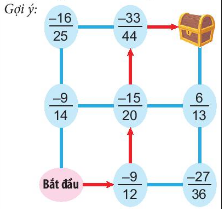 Gợi ý:
-16/25 -33/44
-9/14 -15/20 6/13
Bắt đầu -9/12 -27/36